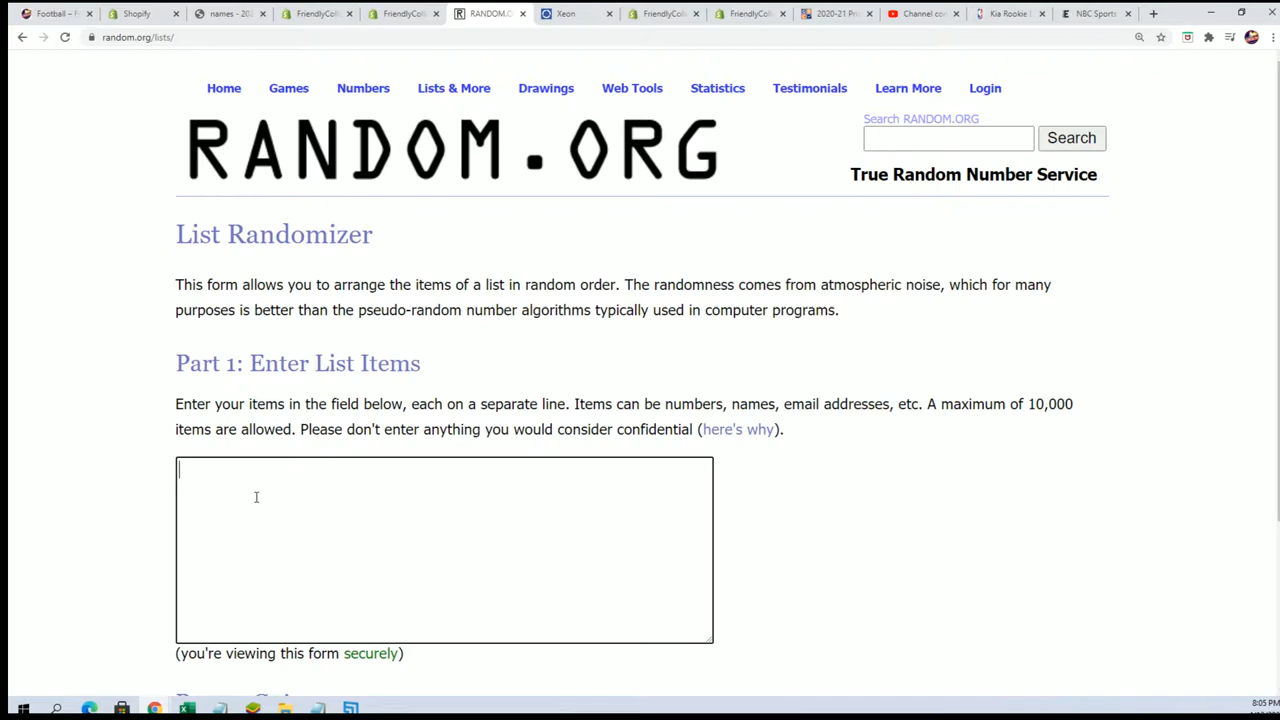 Football – F
Shopify
names - 202
FriendlyColl
FriendlyColl
RANDOM.O
Xeon
FriendlyColl
FriendlyColl
2020-21 Pri
Channel co
Kia Rookie
NBC Sports
random.org/lists/
Home Games Numbers Lists & More Drawings Web Tools Statistics Testimonials Learn More Login
RANDOM.ORG
Search RANDOM.ORG
Search
True Random Number Service
List Randomizer
This form allows you to arrange the items of a list in random order. The randomness comes from atmospheric noise, which for many
purposes is better than the pseudo-random number algorithms typically used in computer programs.
Part 1: Enter List Items
Enter your items in the field below, each on a separate line. Items can be numbers, names, email addresses, etc. A maximum of 10,000
items are allowed. Please don't enter anything you would consider confidential (here's why).
(you're viewing this form securely)
8:05 PM